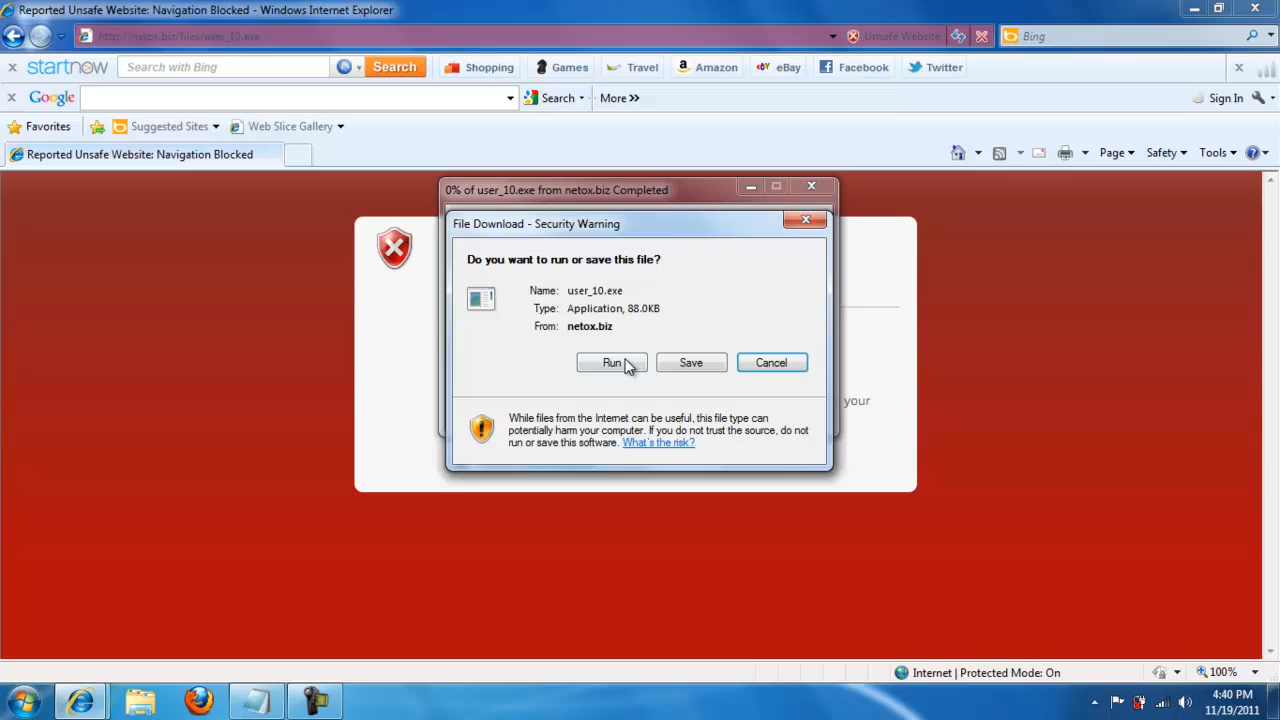 Reported Unsafe Website: Navigation Blocked - Windows Internet Explorer
http://netox.biz/files/user_10.exe
Unsafe Website
Bing
startnow
Search with Bing
Search
Shopping
Games
Travel
Amazon
eBay
Facebook
Twitter
Google
Search
More >>
Sign In
Favorites
Suggested Sites
Web Slice Gallery
Reported Unsafe Website: Navigation Blocked
Page
Safety
Tools
0% of user_10.exe from netox.biz Completed
File Download - Security Warning
Do you want to run or save this file?
Name: user_10.exe
Type: Application, 88.0KB
From: netox.biz
Run
Save
Cancel
your
While files from the Internet can be useful, this file type can
potentially harm your computer. If you do not trust the source, do not
run or save this software. What's the risk?
Internet | Protected Mode: On
100%
4:40 PM
11/19/2011